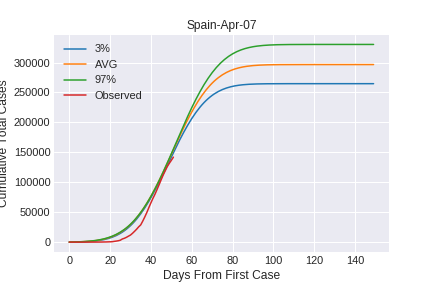 Spain-Apr-07
3%
AVG
97%
Observed
Cumulative Total Cases
300000
250000
200000
150000
100000
50000
0
0 20 40 60 80 100 120 140
Days From First Case